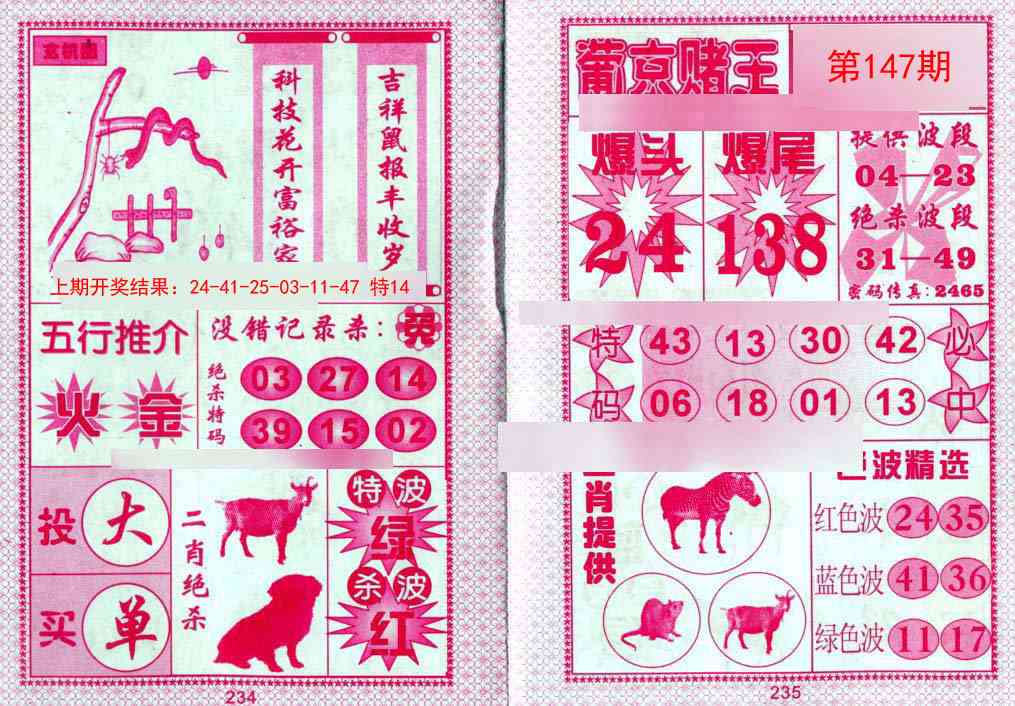 玄机图
科技花开富裕家
吉祥鼠报丰收岁
上期开奖结果：24-41-25-03-11-47 特14
五行推介
火 金
没错记录杀：兔
绝杀特码
03 27 14
39 15 02
投 大
买 单
二肖绝杀
特波
绿
杀波
红
234
葡京赌王
第147期
爆头
24
爆尾
138
提供波段
04—23
绝杀波段
31—49
密码传真：2465
特码
43 13 30 42
06 18 01 13
必中
肖提供
色波精选
红色波 24 35
蓝色波 41 36
绿色波 11 17
235